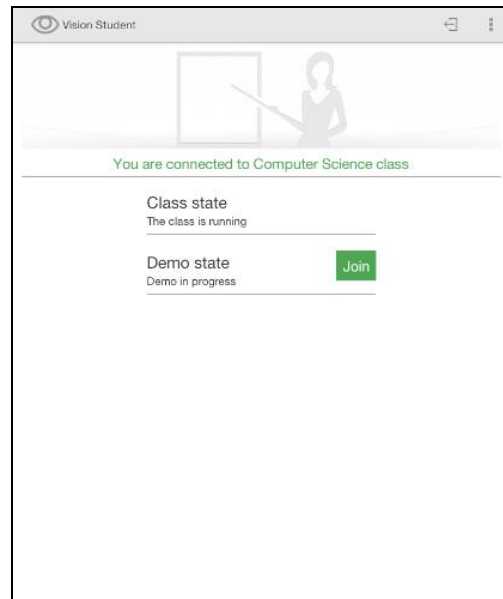 Vision Student
You are connected to Computer Science class
Class state
The class is running
Demo state
Join
Demo in progress